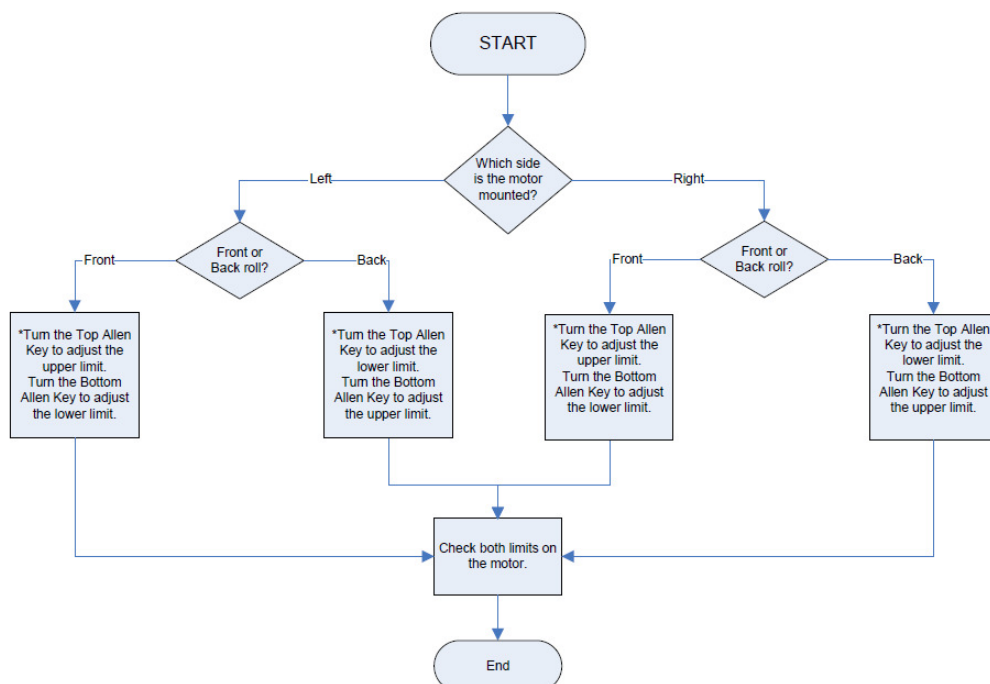 START
Which side
is the motor
mounted?
Left
Right
Front or
Back roll?
Front
Back
Front or
Back roll?
Front
Back
*Turn the Top Allen
Key to adjust the
upper limit.
Turn the Bottom
Allen Key to adjust
the lower limit.
*Turn the Top Allen
Key to adjust the
lower limit.
Turn the Bottom
Allen Key to adjust
the upper limit.
*Turn the Top Allen
Key to adjust the
upper limit.
Turn the Bottom
Allen Key to adjust
the lower limit.
*Turn the Top Allen
Key to adjust the
lower limit.
Turn the Bottom
Allen Key to adjust
the upper limit.
Check both limits on
the motor.
End